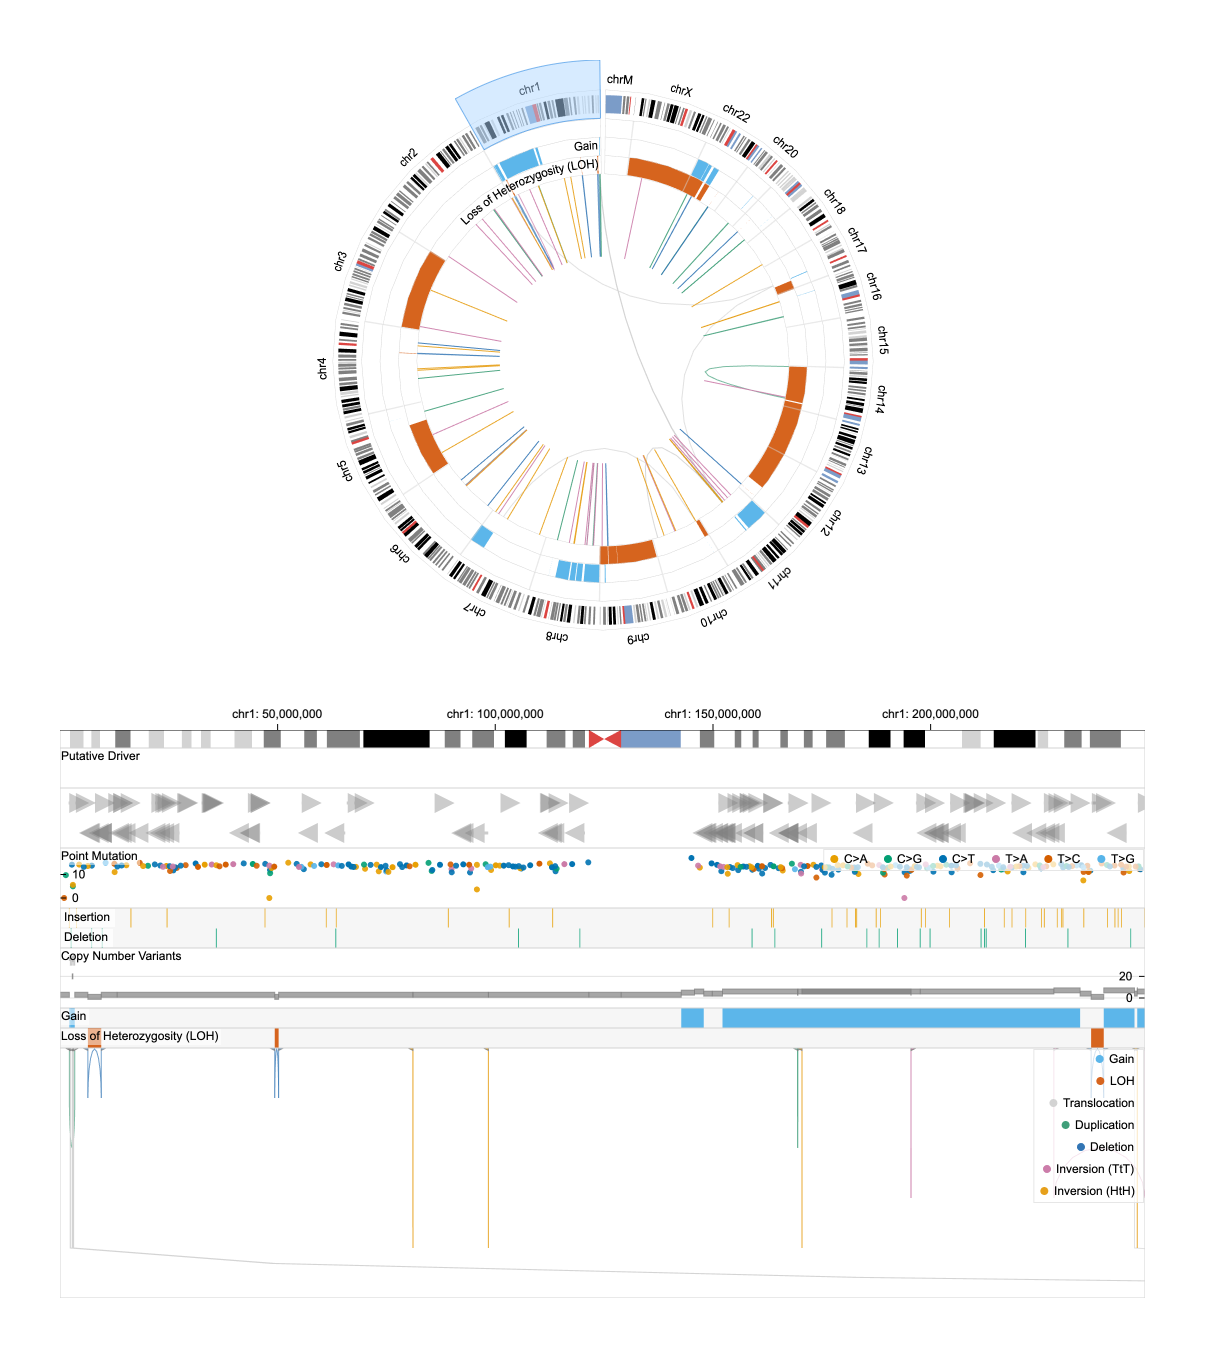 chrM
chrX
chr22
chr20
chr18
chr17
chr16
chr15
chr14
chr13
chr12
chr11
chr10
chr9
chr8
chr7
chr6
chr5
chr4
chr3
chr2
chr1
Gain
Loss of Heterozygosity (LOH)
chr1: 50,000,000 chr1: 100,000,000 chr1: 150,000,000 chr1: 200,000,000
Putative Driver
Point Mutation
C>A C>G C>T T>A T>C T>G
10
0
Insertion
Deletion
Copy Number Variants
20
0
Gain
Loss of Heterozygosity (LOH)
Gain
LOH
Translocation
Duplication
Deletion
Inversion (TtT)
Inversion (HtH)